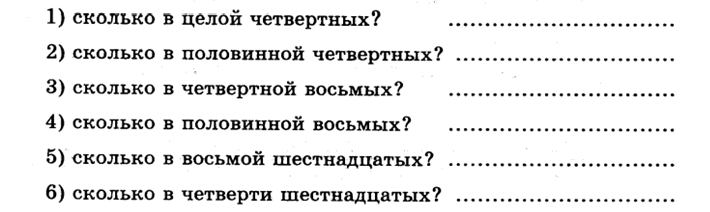 1) сколько в целой четвертных? ................................
2) сколько в половинной четвертных? ...............................
3) сколько в четвертной восьмых? ................................
4) сколько в половинной восьмых? ................................
5) сколько в восьмой шестнадцатых? ................................
6) сколько в четверти шестнадцатых? ...............................